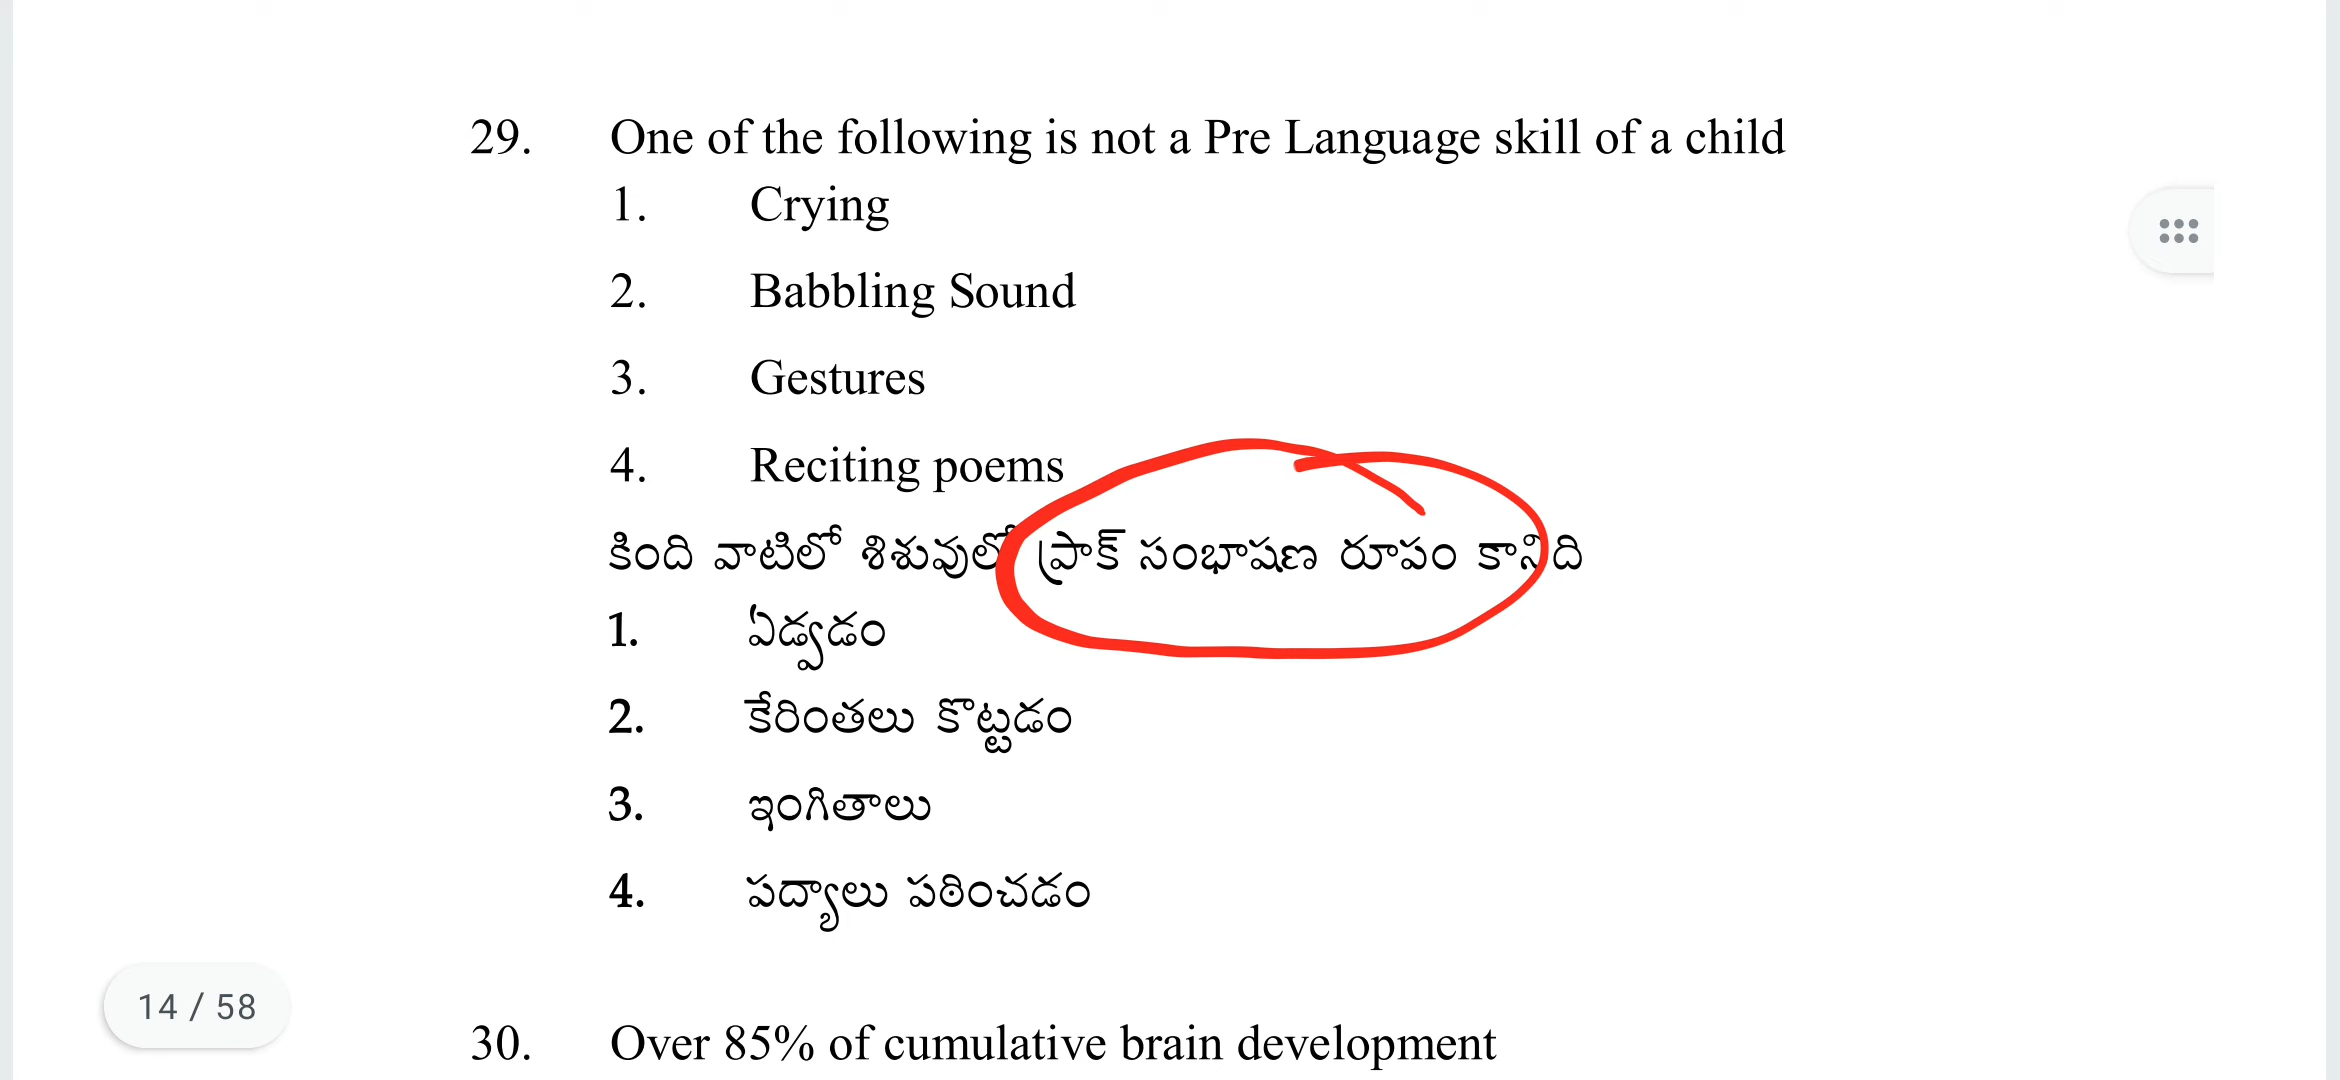 29. One of the following is not a Pre Language skill of a child
1. Crying
2. Babbling Sound
3. Gestures
4. Reciting poems
కింది వాటిలో శిశువులో ప్రాక్ సంభాషణ రూపం కానిది
1. ఏడ్వడం
2. కేరింతలు కొట్టడం
3. ఇంగితాలు
4. పద్యాలు పఠించడం
14 / 58
30. Over 85% of cumulative brain development